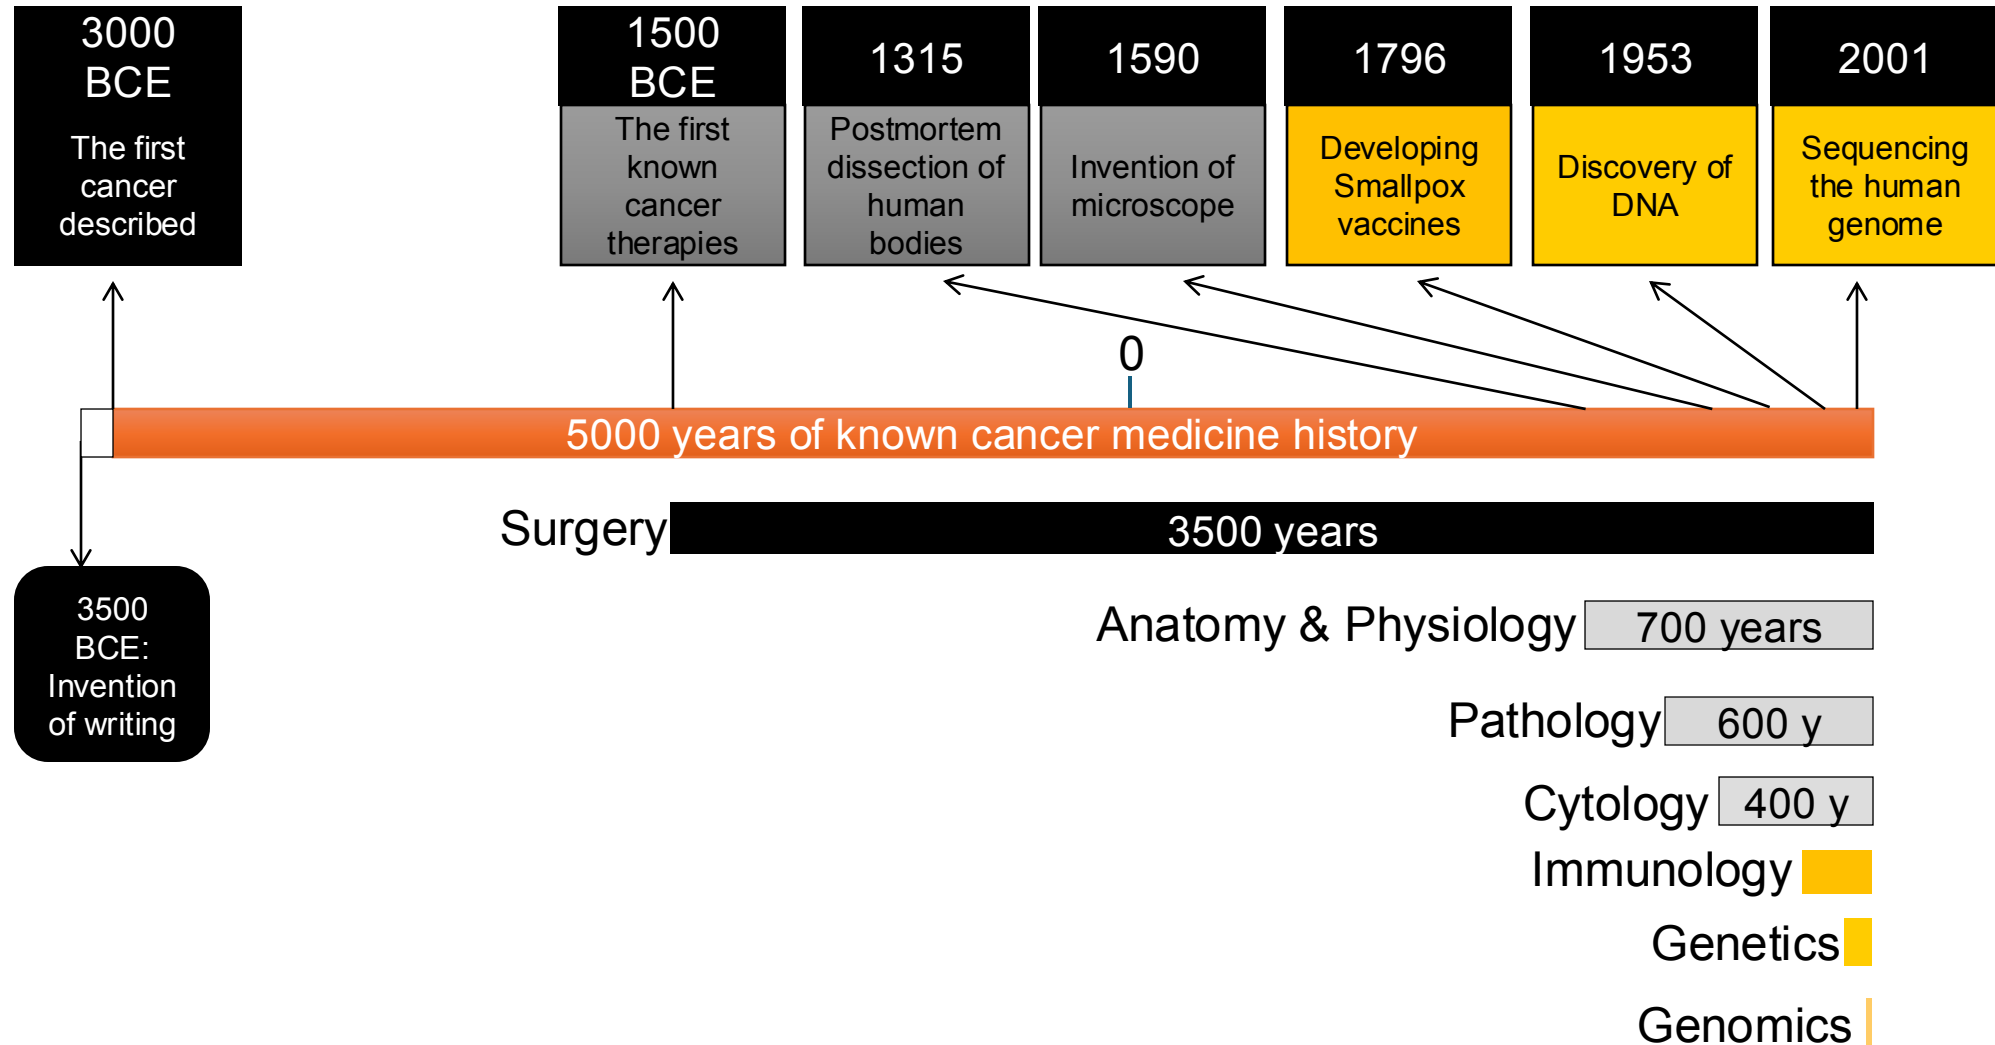 3000
BCE
The first
cancer
described
1500
BCE
The first
known
cancer
therapies
1315
Postmortem
dissection of
human
bodies
1590
Invention of
microscope
1796
Developing
Smallpox
vaccines
1953
Discovery of
DNA
2001
Sequencing
the human
genome
0
5000 years of known cancer medicine history
3500
BCE:
Invention
of writing
Surgery
3500 years
Anatomy & Physiology
700 years
Pathology
600 y
Cytology
400 y
Immunology
Genetics
Genomics